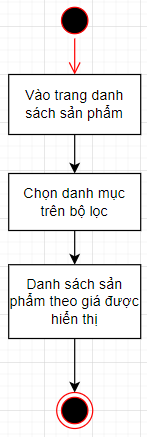 Vào trang danh
sách sản phẩm
Chọn danh mục
trên bộ lọc
Danh sách sản
phẩm theo giá được
hiển thị